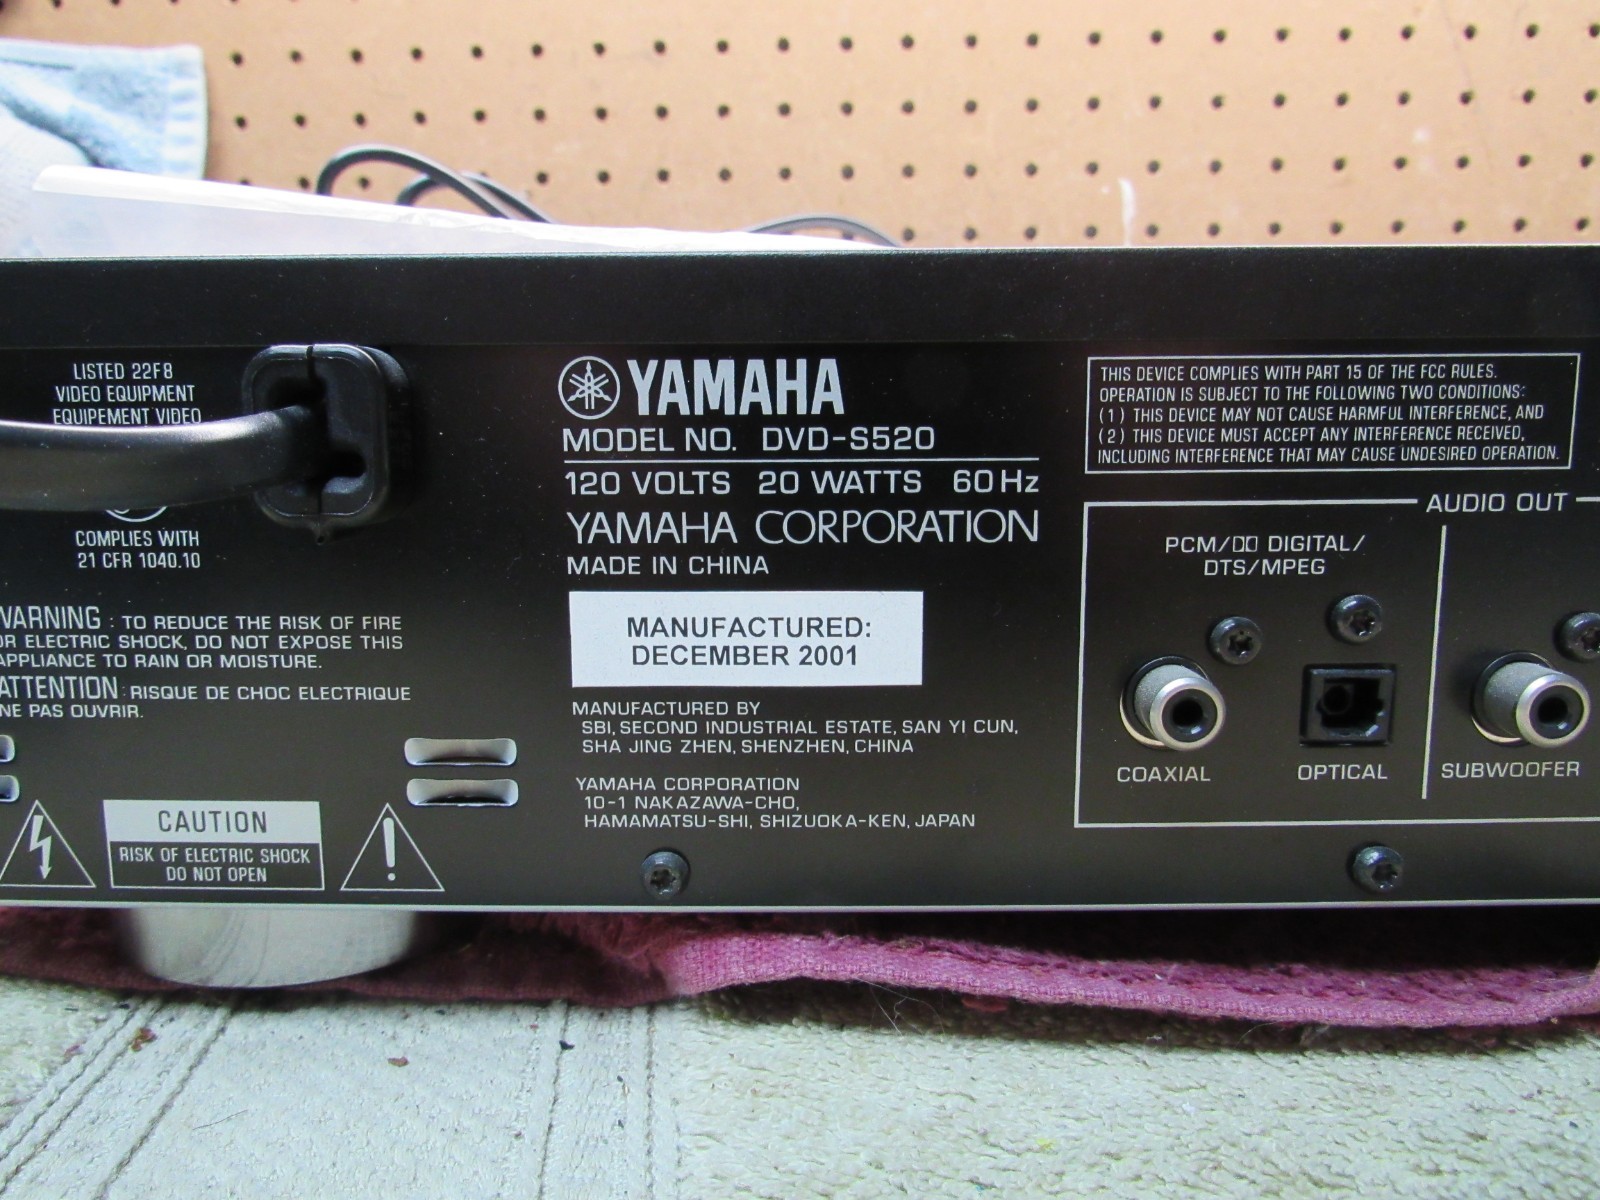 LISTED 22F8
VIDEO EQUIPMENT
EQUIPEMENT VIDEO
COMPLIES WITH
21 CFR 1040.10
WARNING : TO REDUCE THE RISK OF FIRE
OR ELECTRIC SHOCK, DO NOT EXPOSE THIS
APPLIANCE TO RAIN OR MOISTURE.
ATTENTION : RISQUE DE CHOC ELECTRIQUE
NE PAS OUVRIR.
CAUTION
RISK OF ELECTRIC SHOCK
DO NOT OPEN
YAMAHA
MODEL NO. DVD-S520
120 VOLTS 20 WATTS 60Hz
YAMAHA CORPORATION
MADE IN CHINA
MANUFACTURED:
DECEMBER 2001
MANUFACTURED BY
SBI, SECOND INDUSTRIAL ESTATE, SAN YI CUN,
SHA JING ZHEN, SHENZHEN, CHINA
YAMAHA CORPORATION
10-1 NAKAZAWA-CHO,
HAMAMATSU-SHI, SHIZUOKA-KEN, JAPAN
THIS DEVICE COMPLIES WITH PART 15 OF THE FCC RULES.
OPERATION IS SUBJECT TO THE FOLLOWING TWO CONDITIONS:
(1) THIS DEVICE MAY NOT CAUSE HARMFUL INTERFERENCE, AND
(2) THIS DEVICE MUST ACCEPT ANY INTERFERENCE RECEIVED,
INCLUDING INTERFERENCE THAT MAY CAUSE UNDESIRED OPERATION.
AUDIO OUT
PCM/DD DIGITAL/
DTS/MPEG
COAXIAL
OPTICAL
SUBWOOFER